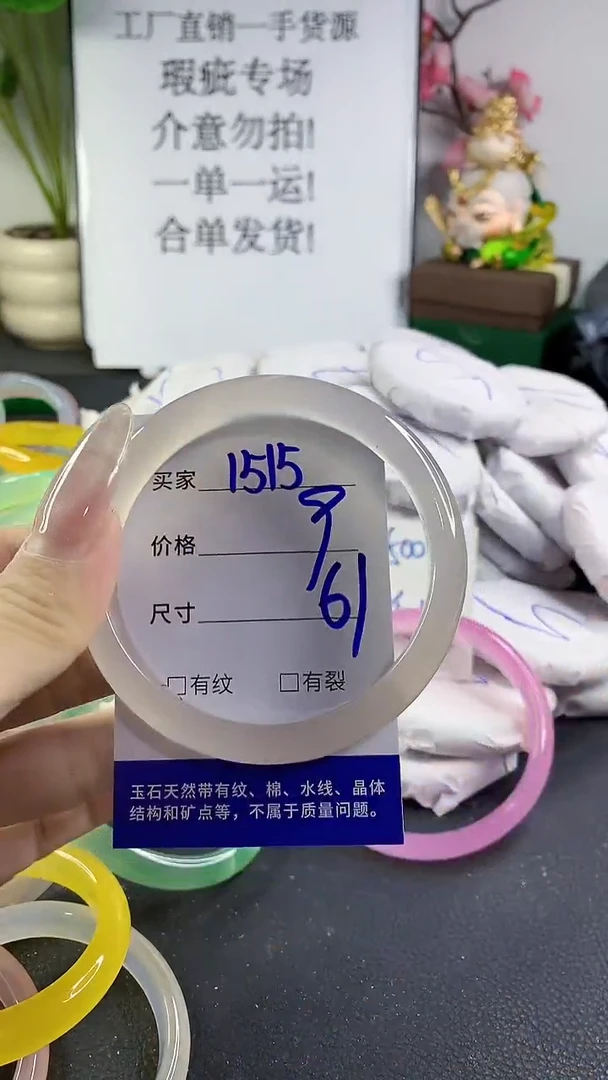 工厂直销一手货源
瑕疵专场
介意勿拍!
一单一运!
合单发货!
买家 1515
价格 9
尺寸 61
□有纹 □有裂
玉石天然带有纹、棉、水线、晶体
结构和矿点等，不属于质量问题。